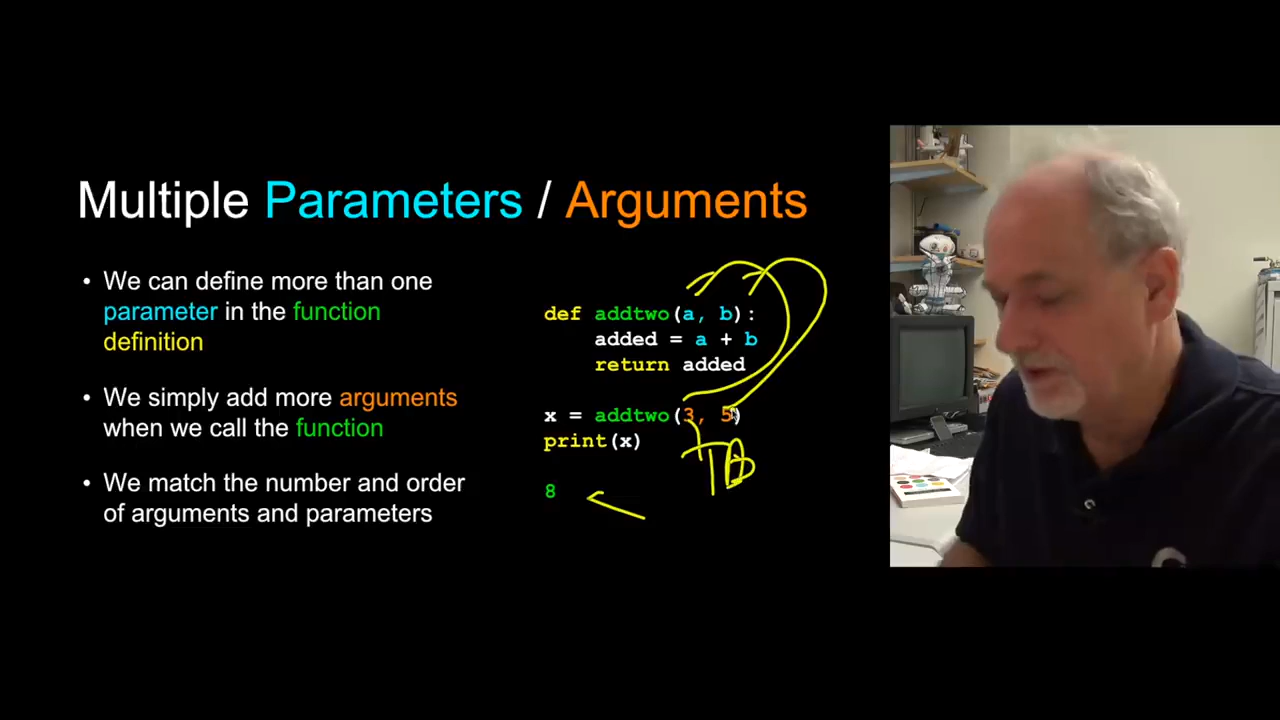 Multiple Parameters / Arguments
• We can define more than one
parameter in the function
definition
• We simply add more arguments
when we call the function
• We match the number and order
of arguments and parameters
def addtwo(a, b):
added = a + b
return added
x = addtwo(3, 5)
print(x)
8